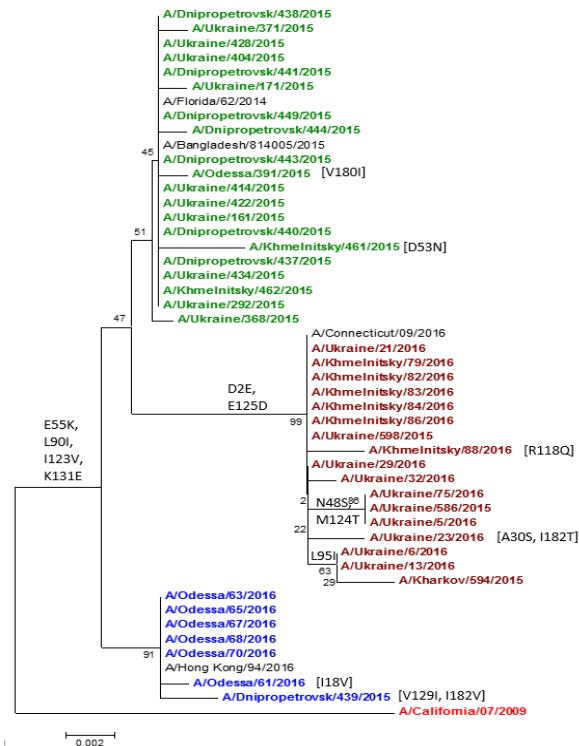 A/Dnipropetrovsk/438/2015
A/Ukraine/371/2015
A/Ukraine/428/2015
A/Ukraine/404/2015
A/Dnipropetrovsk/441/2015
A/Ukraine/171/2015
A/Florida/62/2014
A/Dnipropetrovsk/449/2015
A/Dnipropetrovsk/444/2015
A/Bangladesh/814005/2015
45
A/Dnipropetrovsk/443/2015
A/Odessa/391/2015 [V180I]
A/Ukraine/414/2015
A/Ukraine/422/2015
A/Ukraine/161/2015
51
A/Dnipropetrovsk/440/2015
A/Khmelnitsky/461/2015 [D53N]
A/Dnipropetrovsk/437/2015
A/Ukraine/434/2015
A/Khmelnitsky/462/2015
A/Ukraine/292/2015
47
A/Ukraine/368/2015
A/Connecticut/09/2016
A/Ukraine/21/2016
A/Khmelnitsky/79/2016
A/Khmelnitsky/82/2016
D2E,
A/Khmelnitsky/83/2016
E125D
A/Khmelnitsky/84/2016
99
A/Khmelnitsky/86/2016
E55K,
L90I,
I123V,
K131E
A/Ukraine/598/2015
A/Khmelnitsky/88/2016 [R118Q]
A/Ukraine/29/2016
A/Ukraine/32/2016
2
N48S,
86
A/Ukraine/75/2016
A/Ukraine/586/2015
M124T
A/Ukraine/5/2016
22
A/Ukraine/23/2016 [A30S, I182T]
L95I
A/Ukraine/6/2016
63
A/Ukraine/13/2016
29
A/Kharkov/594/2015
A/Odessa/63/2016
A/Odessa/65/2016
A/Odessa/67/2016
A/Odessa/68/2016
91
A/Odessa/70/2016
A/Hong Kong/94/2016
A/Odessa/61/2016 [I18V]
A/Dnipropetrovsk/439/2015 [V129I, I182V]
A/California/07/2009
0.002